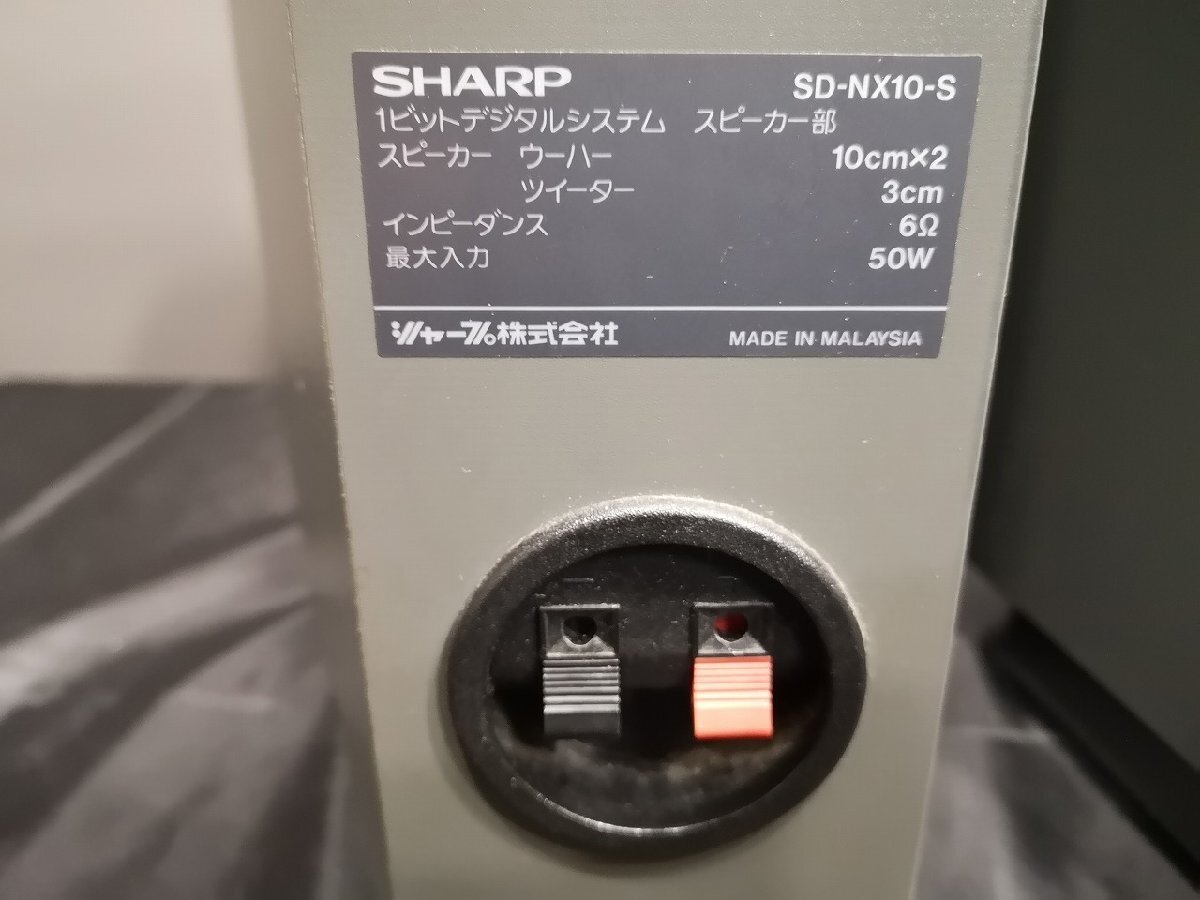 SHARP SD-NX10-S
1ビットデジタルシステム スピーカー部
スピーカー ウーハー 10cm×2
ツイーター 3cm
インピーダンス 6Ω
最大入力 50W
シャープ株式会社 MADE IN MALAYSIA